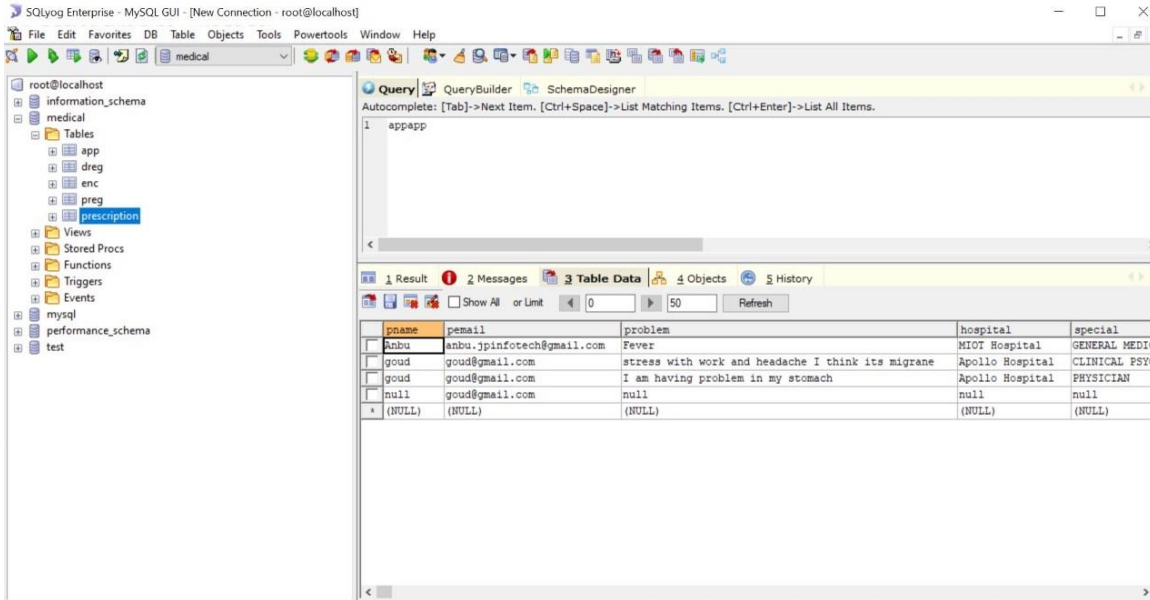 SQLyog Enterprise - MySQL GUI - [New Connection - root@localhost]
File Edit Favorites DB Table Objects Tools Powertools Window Help
medical
root@localhost
information_schema
medical
Tables
app
dreg
enc
preg
prescription
Views
Stored Procs
Functions
Triggers
Events
mysql
performance_schema
test
Query QueryBuilder SchemaDesigner
Autocomplete: [Tab]->Next Item. [Ctrl+Space]->List Matching Items. [Ctrl+Enter]->List All Items.
1 appapp
1 Result 2 Messages 3 Table Data 4 Objects 5 History
Show All or Limit 0 50 Refresh
pname pemail problem hospital special
Anbu anbu.jpinfotech@gmail.com Fever MIOT Hospital GENERAL MEDI
goud goud@gmail.com stress with work and headache I think its migrane Apollo Hospital CLINICAL PSY
goud goud@gmail.com I am having problem in my stomach Apollo Hospital PHYSICIAN
null goud@gmail.com null null null
* (NULL) (NULL) (NULL) (NULL) (NULL)